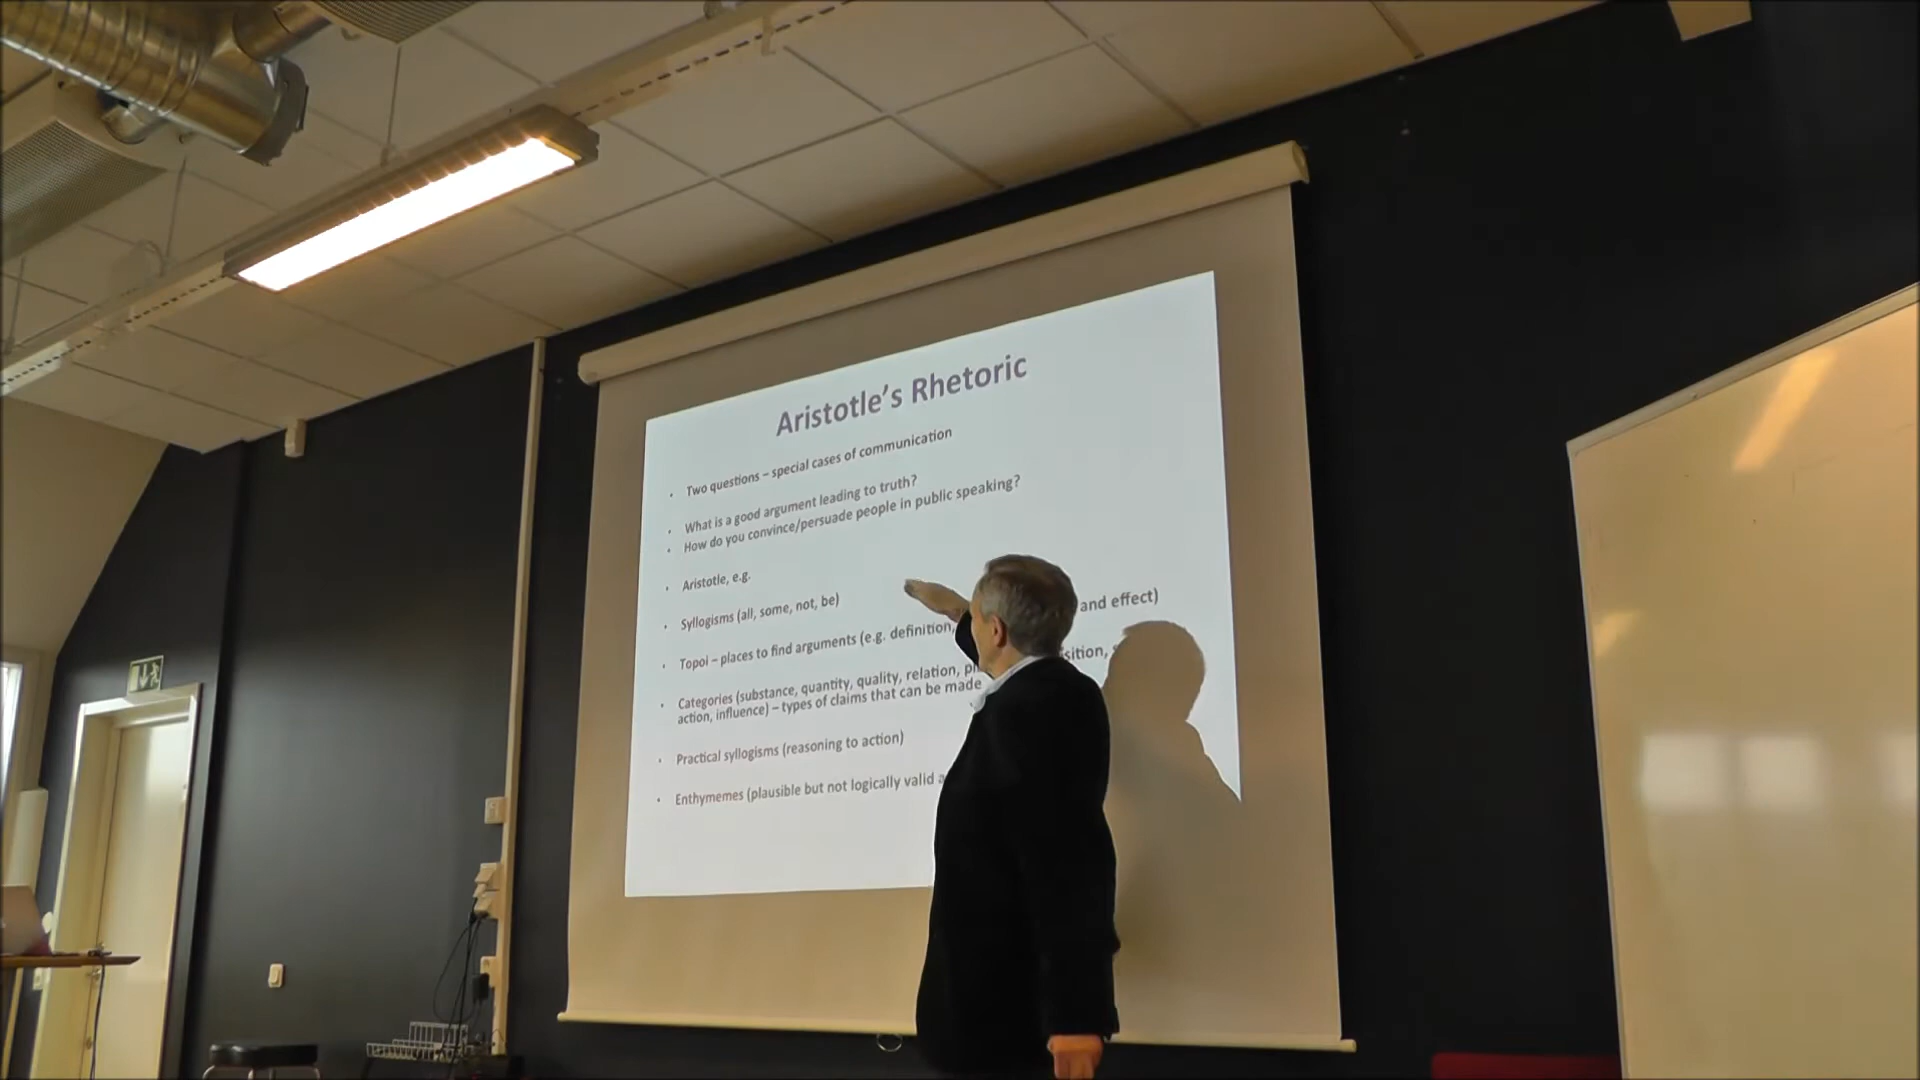 Aristotle's Rhetoric
• Two questions – special cases of communication
• What is a good argument leading to truth?
• How do you convince/persuade people in public speaking?
• Aristotle, e.g.
• Syllogisms (all, some, not, be)
• Topoi – places to find arguments (e.g. definition, and effect)
• Categories (substance, quantity, quality, relation,
action, influence) – types of claims that can be made
• Practical syllogisms (reasoning to action)
• Enthymemes (plausible but not logically valid